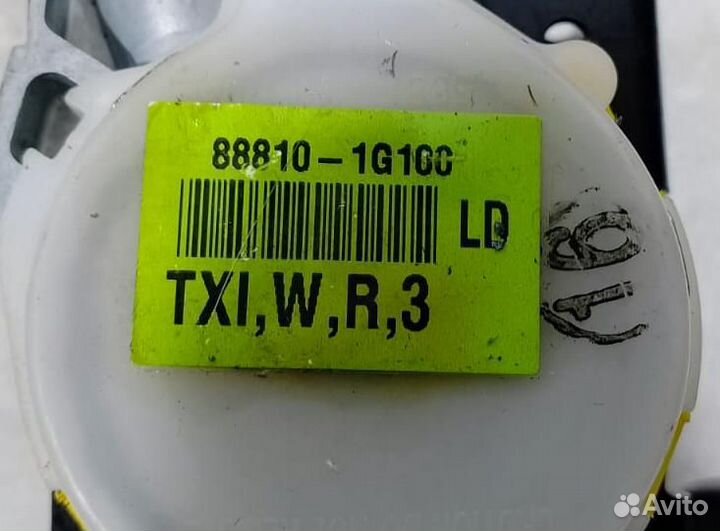 88810-1G100
LD
TXI,W,R,3
Avito